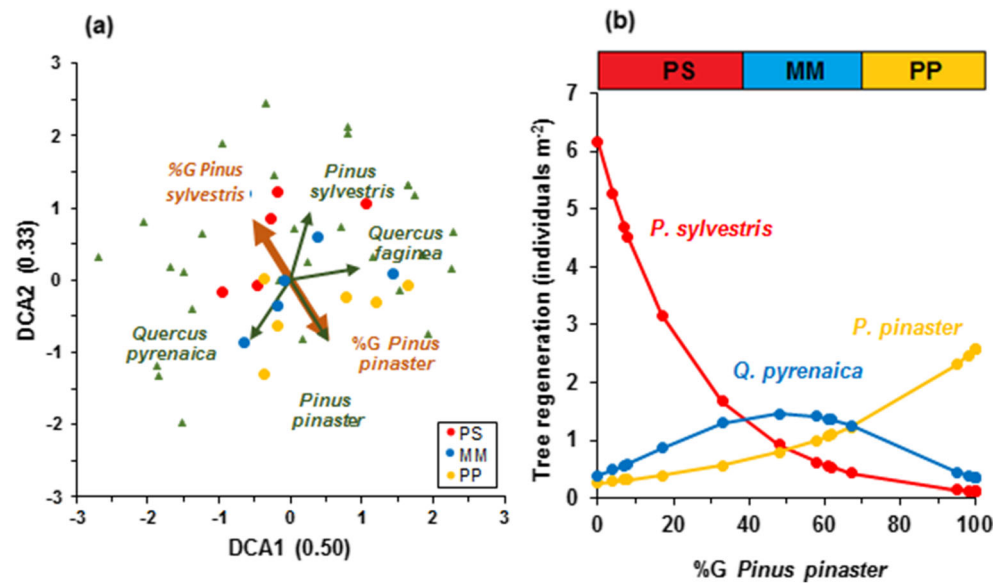 (a)
3
2
1
0
-1
-2
-3
-3
-2
-1
0
1
2
3
DCA2 (0.33)
DCA1 (0.50)
%G Pinus
sylvestris
Pinus
sylvestris
Quercus
faginea
Quercus
pyrenaica
%G Pinus
pinaster
Pinus
pinaster
PS
MM
PP
(b)
PS MM PP
7
6
5
4
3
2
1
0
0 20 40 60 80 100
Tree regeneration (individuals m-2)
P. sylvestris
P. pinaster
Q. pyrenaica
%G Pinus pinaster